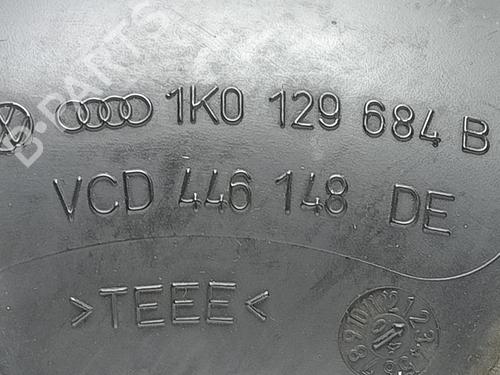 1K0 129 684 B
VCD 446 148 DE
>TEEE<
B-PARTS